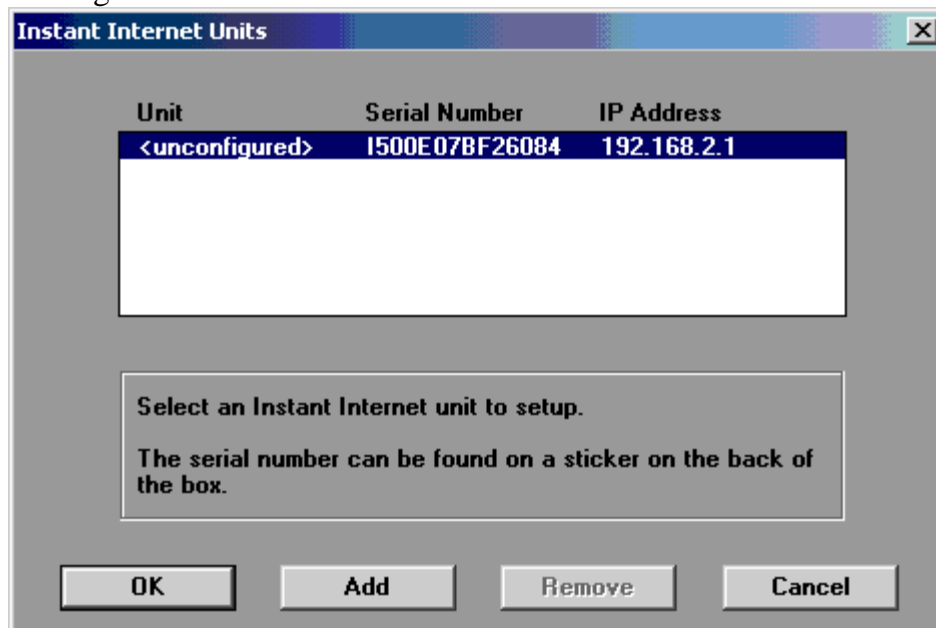 Instant Internet Units
Unit Serial Number IP Address
<unconfigured> I500E07BF26084 192.168.2.1
Select an Instant Internet unit to setup.
The serial number can be found on a sticker on the back of
the box.
OK Add Remove Cancel